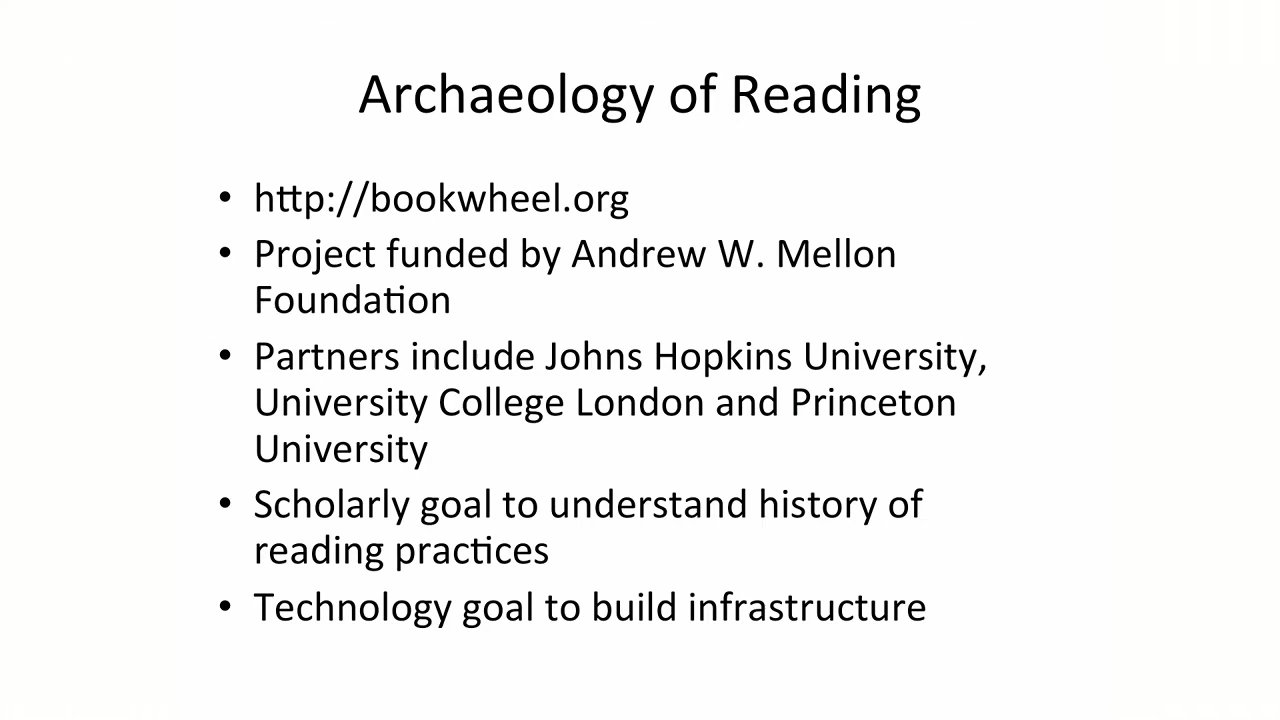 Archaeology of Reading
• http://bookwheel.org
• Project funded by Andrew W. Mellon
Foundation
• Partners include Johns Hopkins University,
University College London and Princeton
University
• Scholarly goal to understand history of
reading practices
• Technology goal to build infrastructure